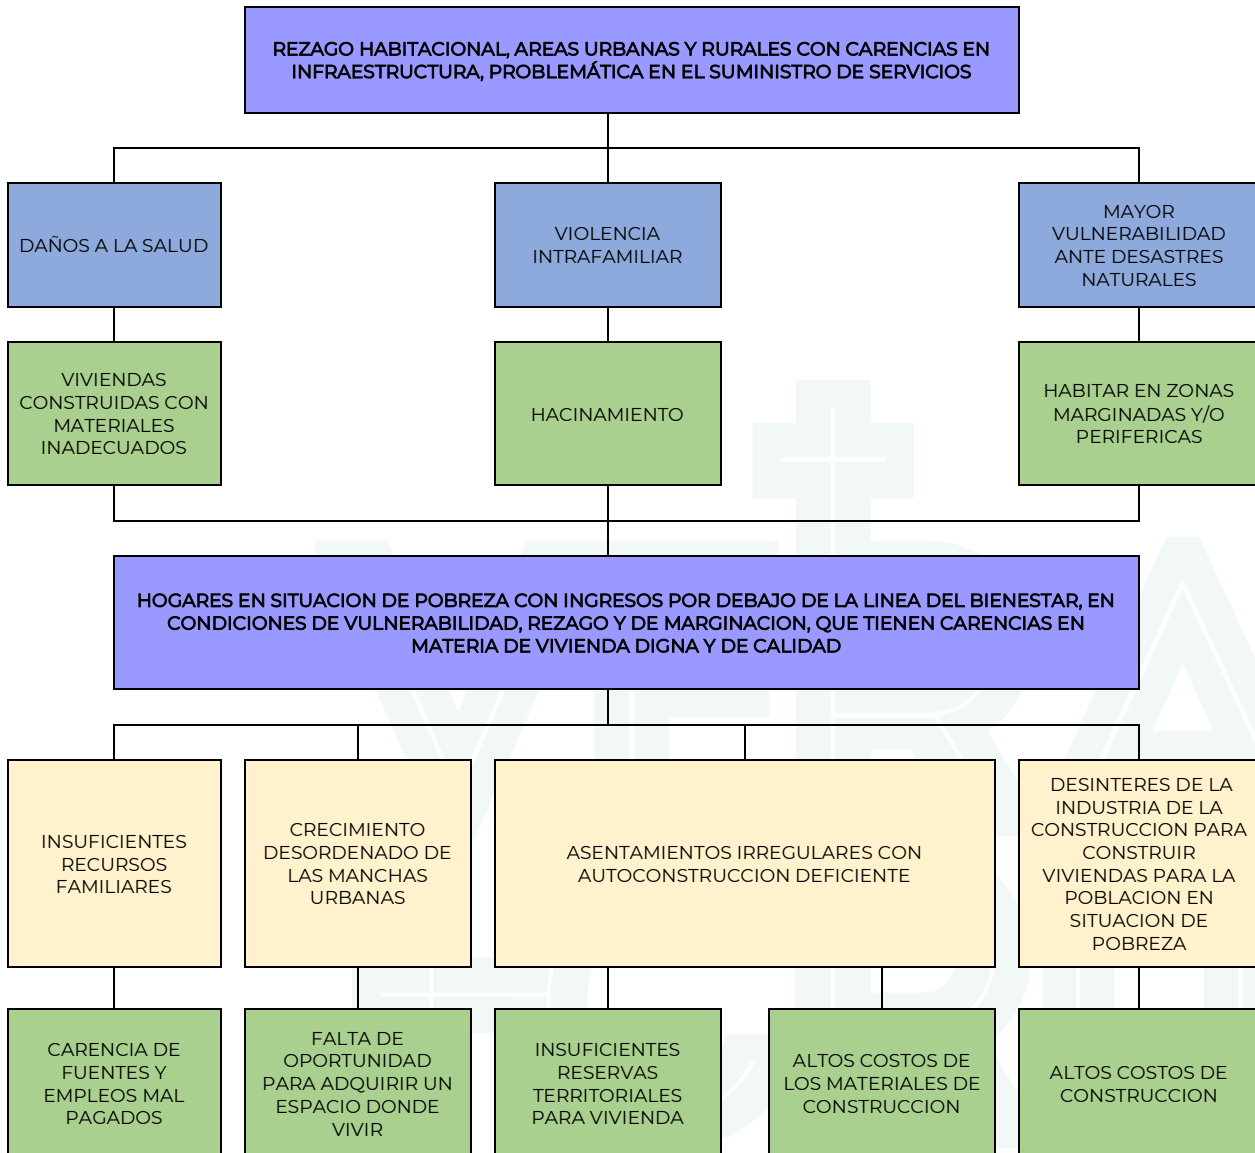 REZAGO HABITACIONAL, AREAS URBANAS Y RURALES CON CARENCIAS EN
INFRAESTRUCTURA, PROBLEMÁTICA EN EL SUMINISTRO DE SERVICIOS
DAÑOS A LA SALUD
VIOLENCIA
INTRAFAMILIAR
MAYOR
VULNERABILIDAD
ANTE DESASTRES
NATURALES
VIVIENDAS
CONSTRUIDAS CON
MATERIALES
INADECUADOS
HACINAMIENTO
HABITAR EN ZONAS
MARGINADAS Y/O
PERIFERICAS
HOGARES EN SITUACION DE POBREZA CON INGRESOS POR DEBAJO DE LA LINEA DEL BIENESTAR, EN
CONDICIONES DE VULNERABILIDAD, REZAGO Y DE MARGINACION, QUE TIENEN CARENCIAS EN
MATERIA DE VIVIENDA DIGNA Y DE CALIDAD
INSUFICIENTES
RECURSOS
FAMILIARES
CRECIMIENTO
DESORDENADO DE
LAS MANCHAS
URBANAS
ASENTAMIENTOS IRREGULARES CON
AUTOCONSTRUCCION DEFICIENTE
DESINTERES DE LA
INDUSTRIA DE LA
CONSTRUCCION PARA
CONSTRUIR
VIVIENDAS PARA LA
POBLACION EN
SITUACION DE
POBREZA
CARENCIA DE
FUENTES Y
EMPLEOS MAL
PAGADOS
FALTA DE
OPORTUNIDAD
PARA ADQUIRIR UN
ESPACIO DONDE
VIVIR
INSUFICIENTES
RESERVAS
TERRITORIALES
PARA VIVIENDA
ALTOS COSTOS DE
LOS MATERIALES DE
CONSTRUCCION
ALTOS COSTOS DE
CONSTRUCCION